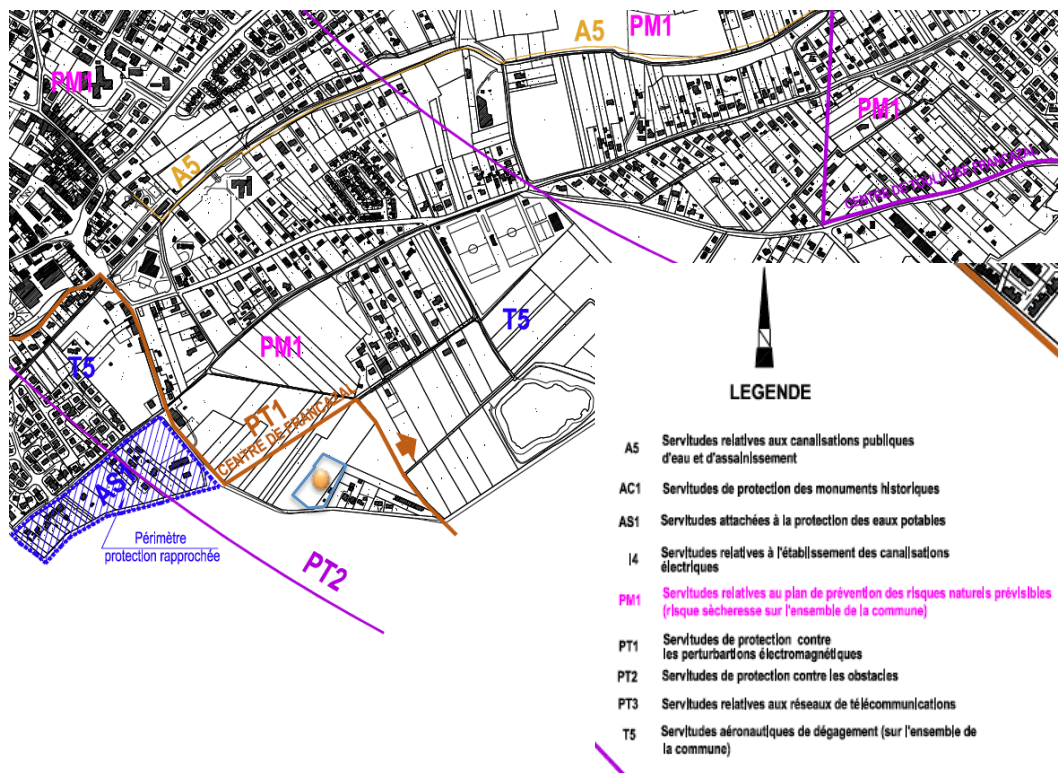 PM1
A5
PM1
PM1
A5
CENTRE DE TOULOUSE FRANCAZAL
T5
PM1
T5
PT1
CENTRE DE FRANCAZAL
AS1
Périmètre
protection rapprochée
PT2
LEGENDE
A5 Servitudes relatives aux canalisations publiques
d'eau et d'assainissement
AC1 Servitudes de protection des monuments historiques
AS1 Servitudes attachées à la protection des eaux potables
I4 Servitudes relatives à l'établissement des canalisations
électriques
PM1 Servitudes relatives au plan de prévention des risques naturels prévisibles
(risque sècheresse sur l'ensemble de la commune)
PT1 Servitudes de protection contre
les perturbartions électromagnétiques
PT2 Servitudes de protection contre les obstacles
PT3 Servitudes relatives aux réseaux de télécommunications
T5 Servitudes aéronautiques de dégagement (sur l'ensemble de
la commune)